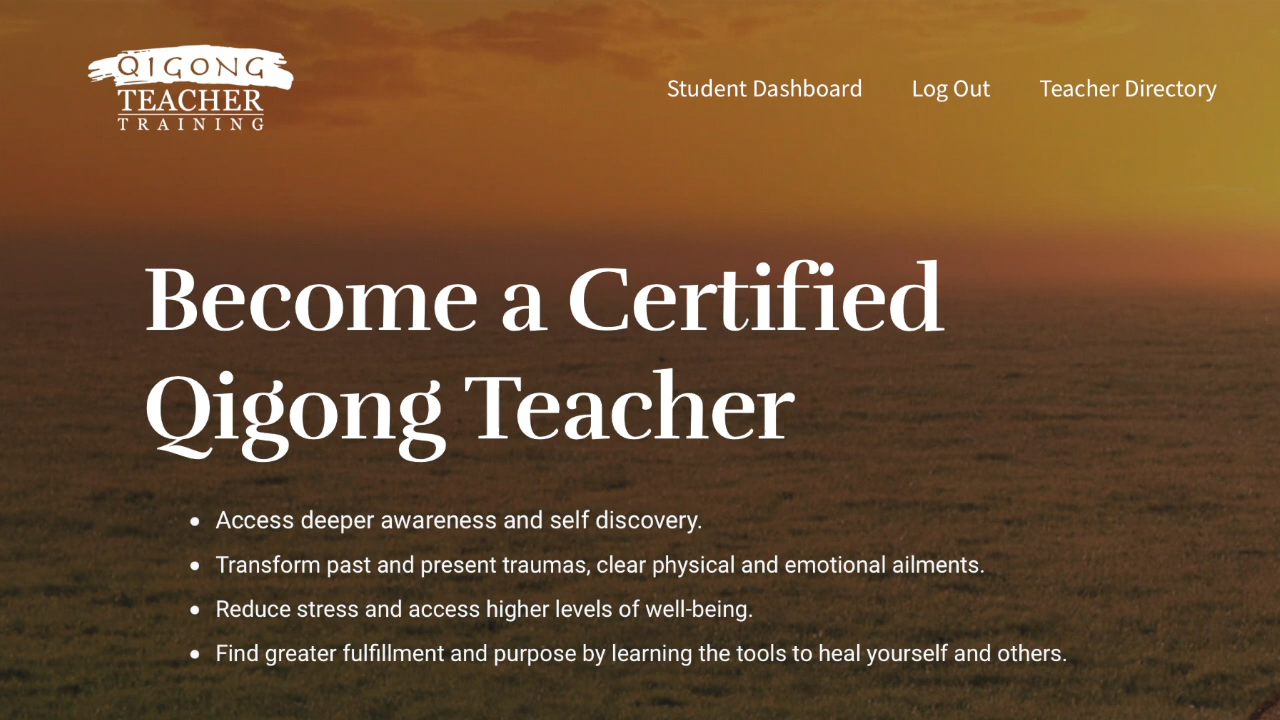 QIGONG
TEACHER
TRAINING
Student Dashboard Log Out Teacher Directory
Become a Certified
Qigong Teacher
• Access deeper awareness and self discovery.
• Transform past and present traumas, clear physical and emotional ailments.
• Reduce stress and access higher levels of well-being.
• Find greater fulfillment and purpose by learning the tools to heal yourself and others.